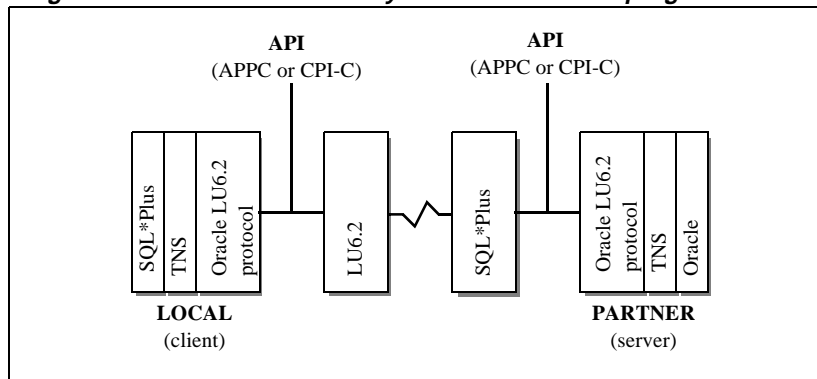 API
(APPC or CPI-C)
API
(APPC or CPI-C)
SQL*Plus
TNS
Oracle LU6.2
protocol
LU6.2
SQL*Plus
Oracle LU6.2
protocol
TNS
Oracle
LOCAL
(client)
PARTNER
(server)